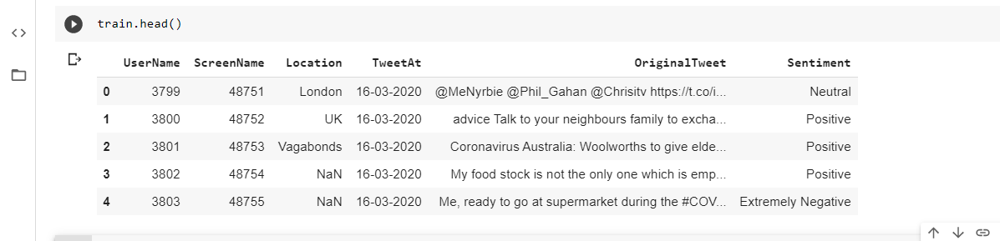 train.head()
UserName ScreenName Location TweetAt OriginalTweet Sentiment
0 3799 48751 London 16-03-2020 @MeNyrbie @Phil_Gahan @Chrisitv https://t.co/i... Neutral
1 3800 48752 UK 16-03-2020 advice Talk to your neighbours family to excha... Positive
2 3801 48753 Vagabonds 16-03-2020 Coronavirus Australia: Woolworths to give elde... Positive
3 3802 48754 NaN 16-03-2020 My food stock is not the only one which is emp... Positive
4 3803 48755 NaN 16-03-2020 Me, ready to go at supermarket during the #COV... Extremely Negative